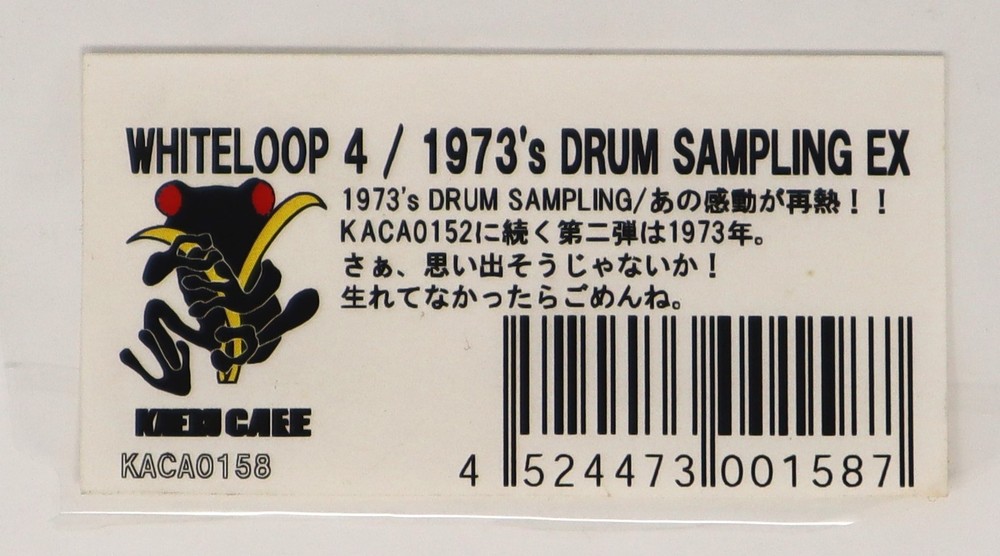 WHITELOOP 4 / 1973's DRUM SAMPLING EX
1973's DRUM SAMPLING/あの感動が再熱！！
KACA0152に続く第二弾は1973年。
さぁ、思い出そうじゃないか！
生れてなかったらごめんね。
KAERU CAFE
KACA0158
4 524473 001587